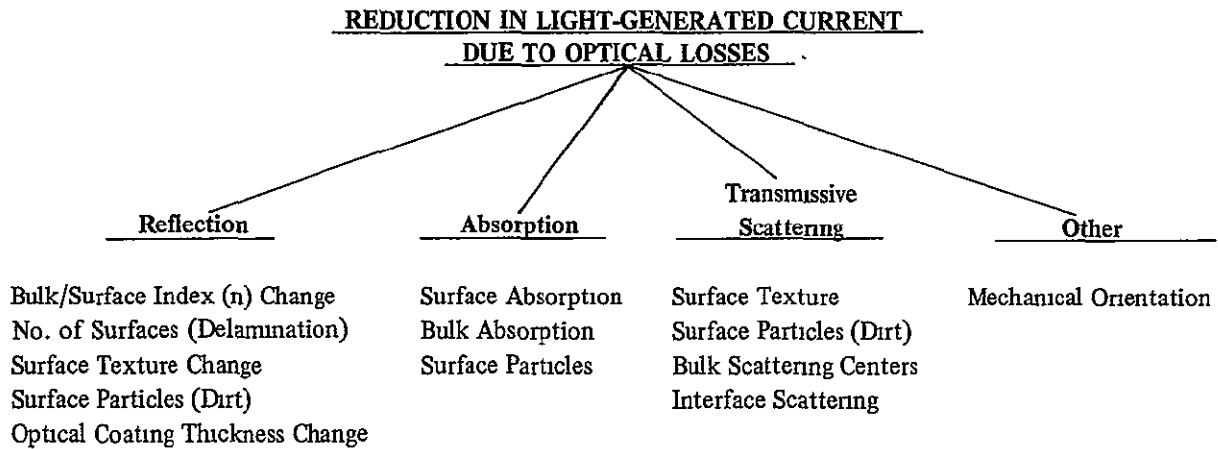 REDUCTION IN LIGHT-GENERATED CURRENT
DUE TO OPTICAL LOSSES
Reflection
Bulk/Surface Index (n) Change
No. of Surfaces (Delamination)
Surface Texture Change
Surface Particles (Dirt)
Optical Coating Thickness Change
Absorption
Surface Absorption
Bulk Absorption
Surface Particles
Transmissive
Scattering
Surface Texture
Surface Particles (Dirt)
Bulk Scattering Centers
Interface Scattering
Other
Mechanical Orientation